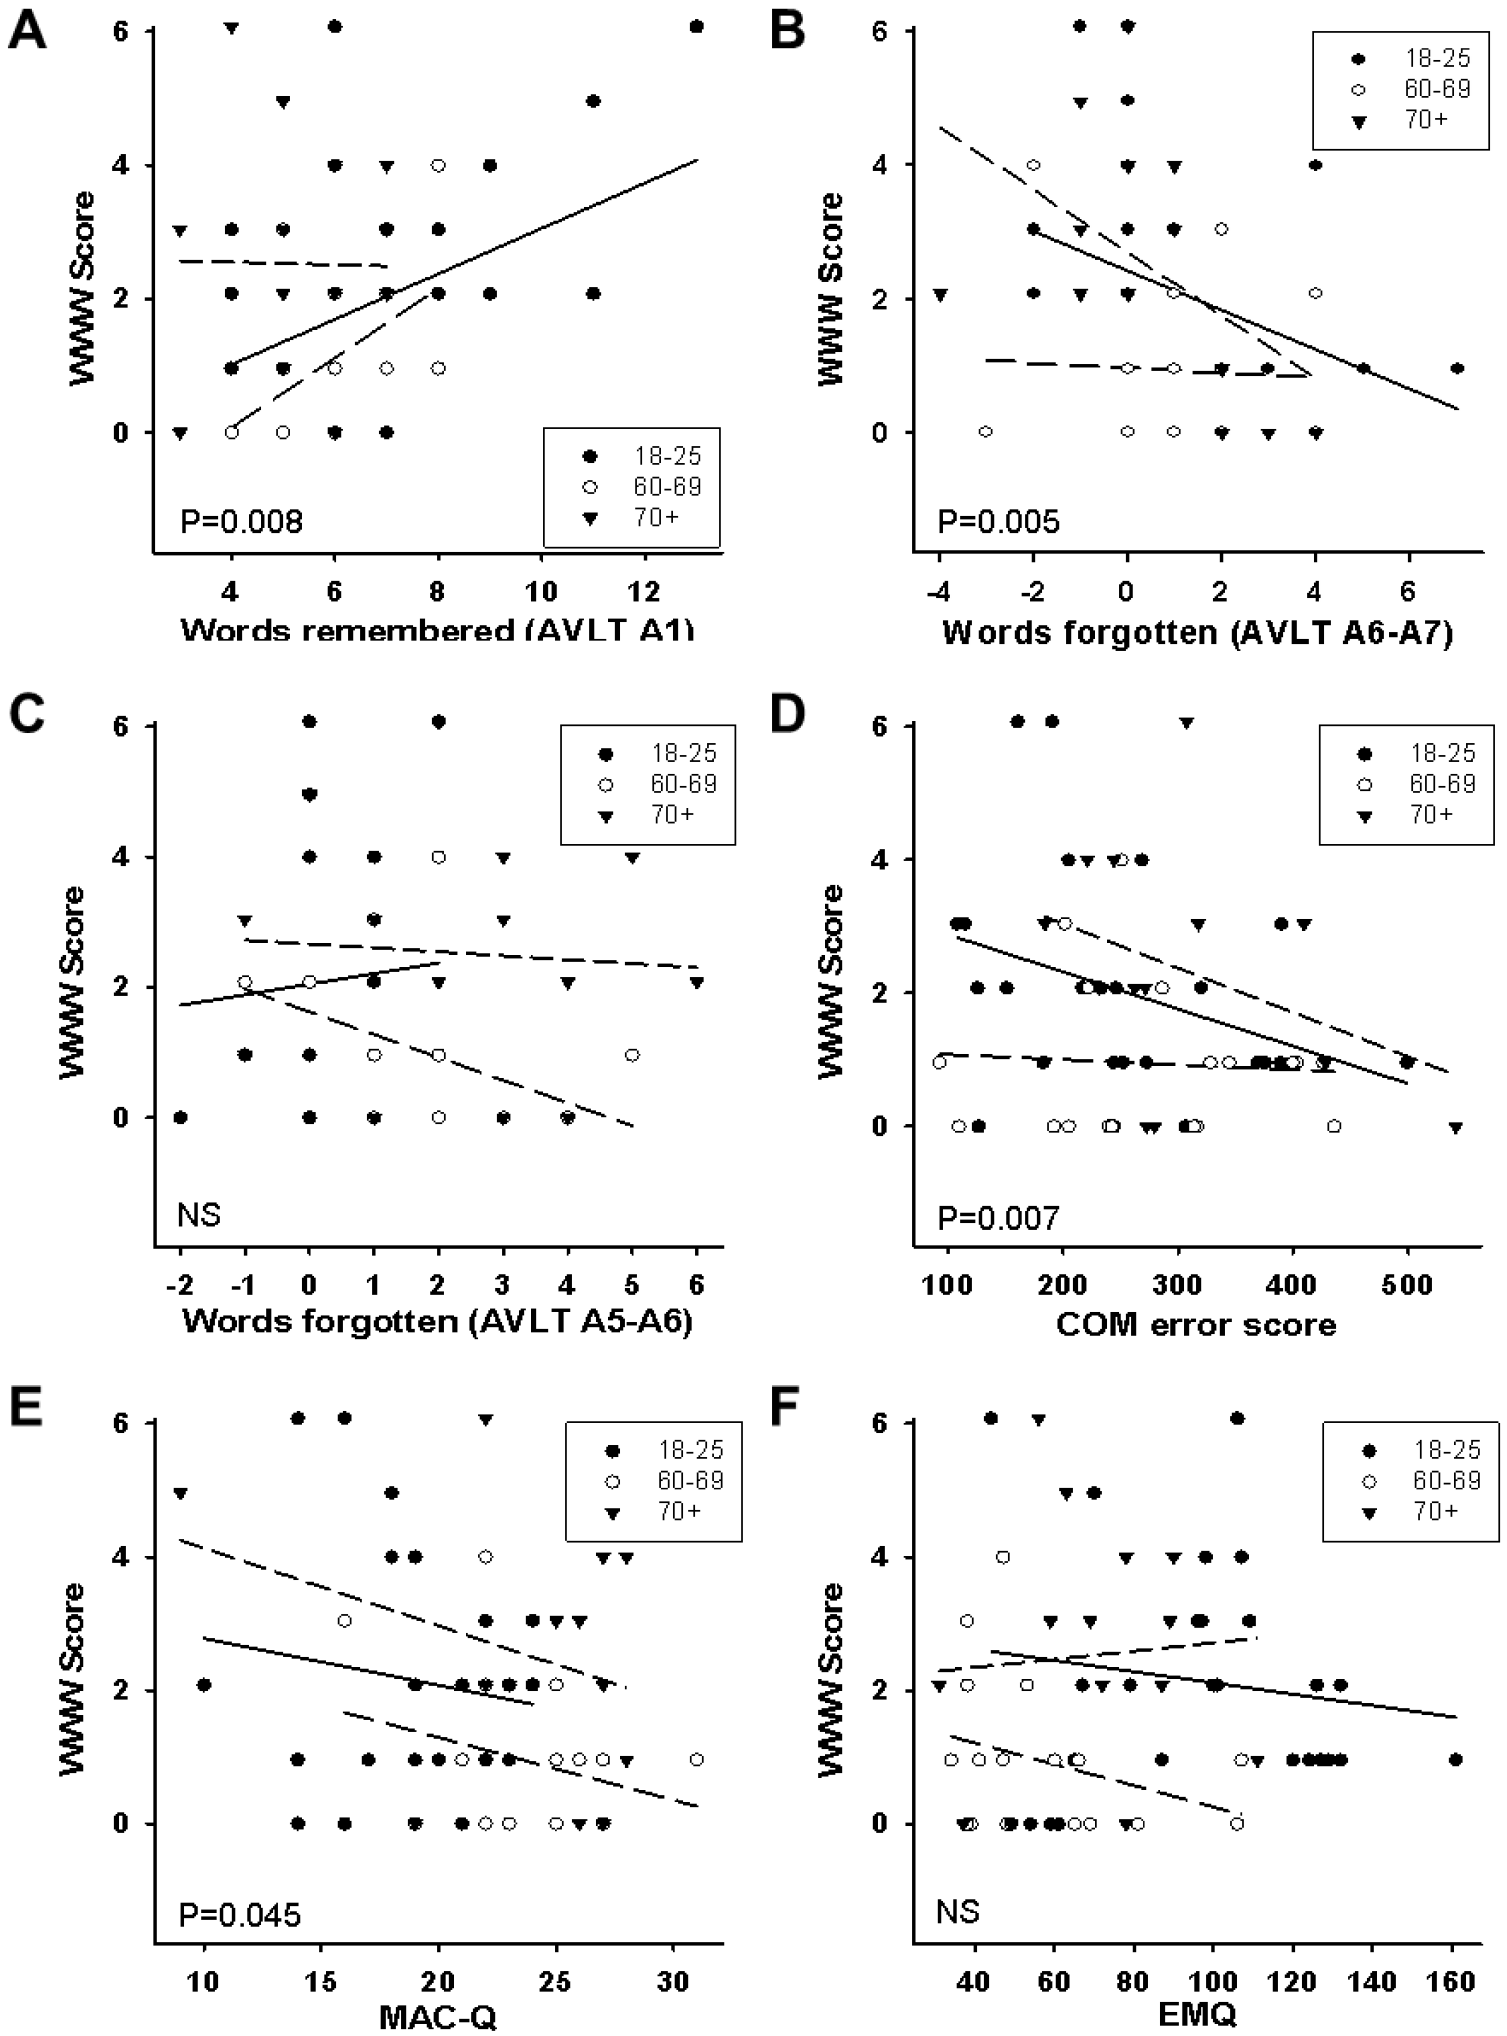 A
WWW Score
6
4
2
0
18-25
60-69
70+
P=0.008
4 6 8 10 12
Words remembered (AVLT A1)
B
WWW Score
6
4
2
0
18-25
60-69
70+
P=0.005
-4 -2 0 2 4 6
Words forgotten (AVLT A6-A7)
C
WWW Score
6
4
2
0
18-25
60-69
70+
NS
-2 -1 0 1 2 3 4 5 6
Words forgotten (AVLT A5-A6)
D
WWW Score
6
4
2
0
18-25
60-69
70+
P=0.007
100 200 300 400 500
COM error score
E
WWW Score
6
4
2
0
18-25
60-69
70+
P=0.045
10 15 20 25 30
MAC-Q
F
WWW Score
6
4
2
0
18-25
60-69
70+
NS
40 60 80 100 120 140 160
EMQ